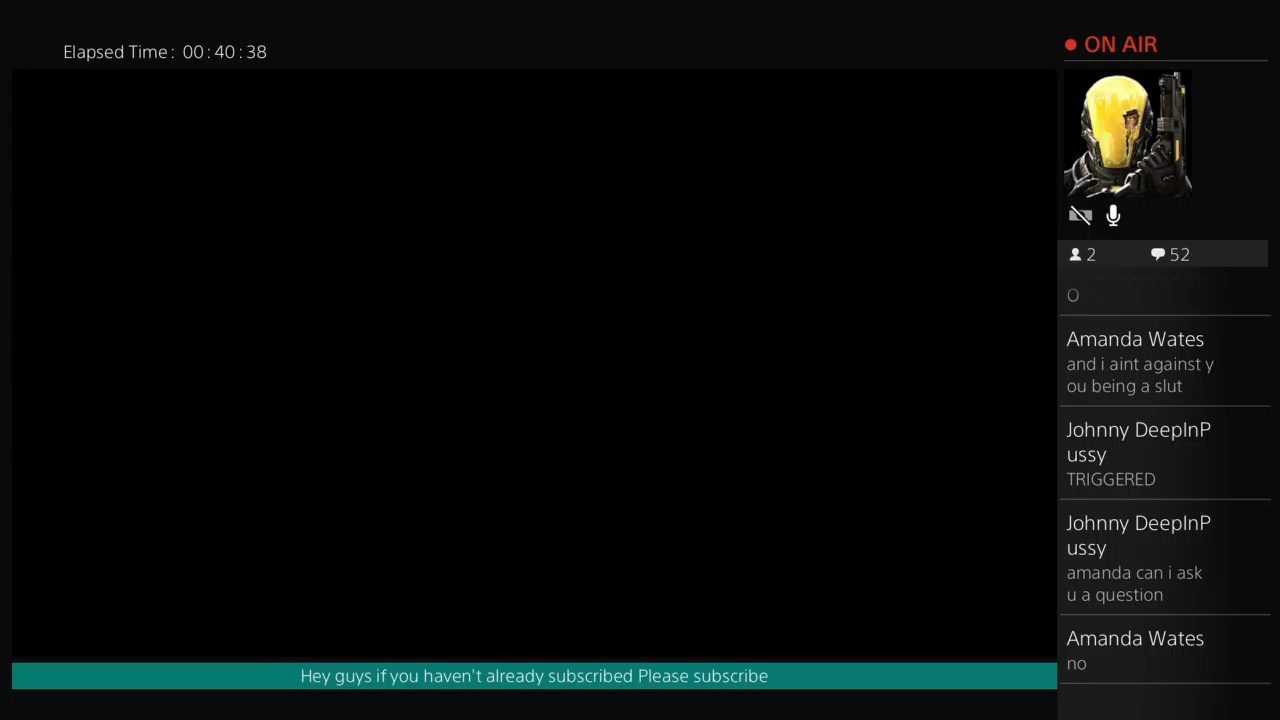 Elapsed Time: 00:40:38
ON AIR
2 52
O
Amanda Wates
and i aint against y
ou being a slut
Johnny DeepInP
ussy
TRIGGERED
Johnny DeepInP
ussy
amanda can i ask
u a question
Amanda Wates
no
Hey guys if you haven't already subscribed Please subscribe